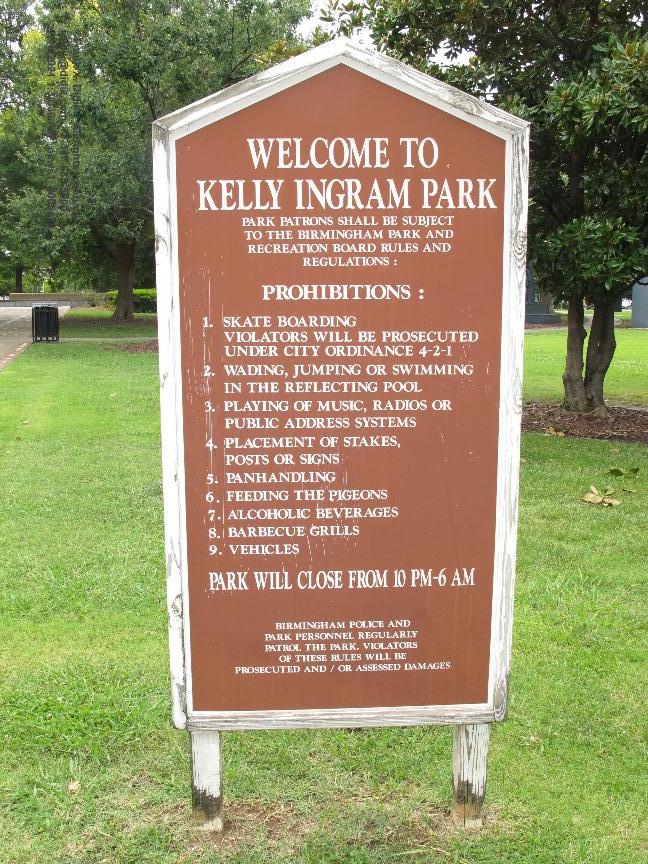 WELCOME TO
KELLY INGRAM PARK
PARK PATRONS SHALL BE SUBJECT
TO THE BIRMINGHAM PARK AND
RECREATION BOARD RULES AND
REGULATIONS :
PROHIBITIONS :
1. SKATE BOARDING
VIOLATORS WILL BE PROSECUTED
UNDER CITY ORDINANCE 4-2-1
2. WADING, JUMPING OR SWIMMING
IN THE REFLECTING POOL
3. PLAYING OF MUSIC, RADIOS OR
PUBLIC ADDRESS SYSTEMS
4. PLACEMENT OF STAKES,
POSTS OR SIGNS
5. PANHANDLING
6. FEEDING THE PIGEONS
7. ALCOHOLIC BEVERAGES
8. BARBECUE GRILLS
9. VEHICLES
PARK WILL CLOSE FROM 10 PM-6 AM
BIRMINGHAM POLICE AND
PARK PERSONNEL REGULARLY
PATROL THE PARK. VIOLATORS
OF THESE RULES WILL BE
PROSECUTED AND / OR ASSESSED DAMAGES